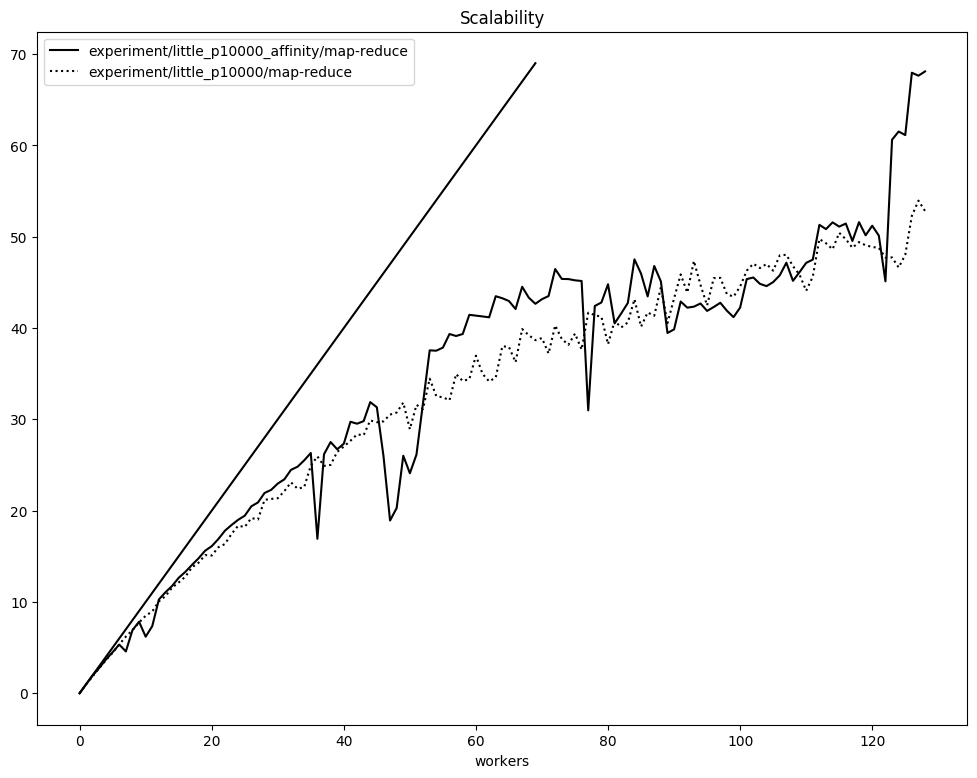 Scalability
experiment/little_p10000_affinity/map-reduce
experiment/little_p10000/map-reduce
70
60
50
40
30
20
10
0
0 20 40 60 80 100 120
workers